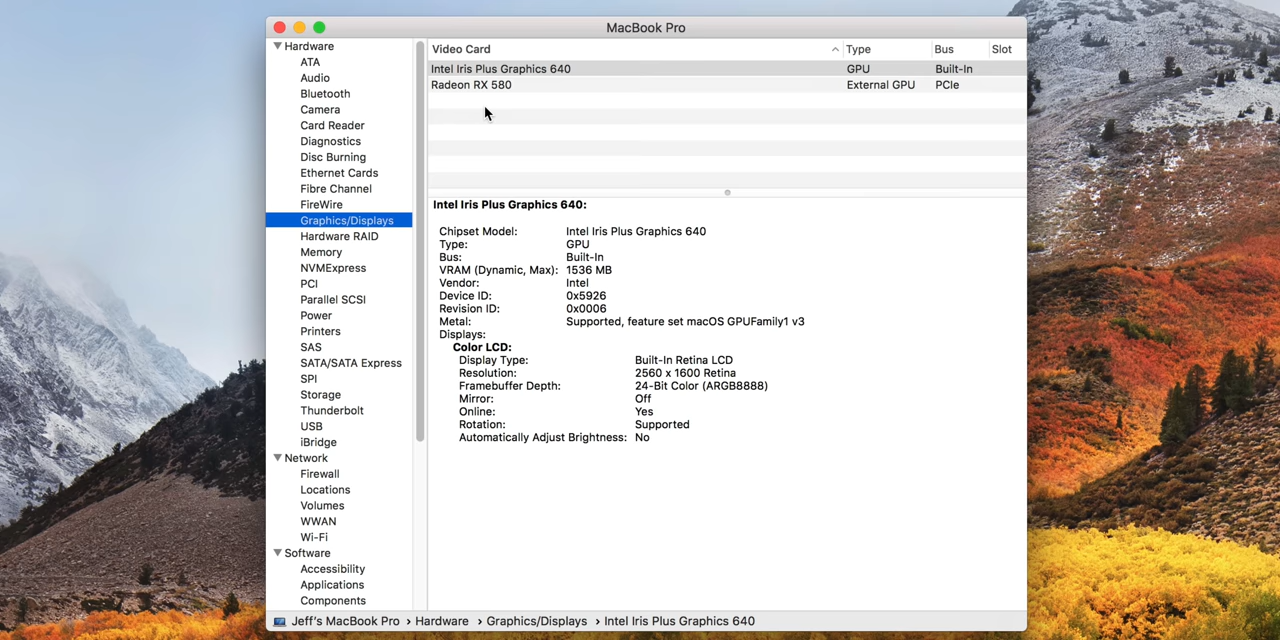 MacBook Pro
Hardware
ATA
Audio
Bluetooth
Camera
Card Reader
Diagnostics
Disc Burning
Ethernet Cards
Fibre Channel
FireWire
Graphics/Displays
Hardware RAID
Memory
NVMExpress
PCI
Parallel SCSI
Power
Printers
SAS
SATA/SATA Express
SPI
Storage
Thunderbolt
USB
iBridge
Network
Firewall
Locations
Volumes
WWAN
Wi-Fi
Software
Accessibility
Applications
Components
Video Card Type Bus Slot
Intel Iris Plus Graphics 640 GPU Built-In
Radeon RX 580 External GPU PCIe
Intel Iris Plus Graphics 640:
Chipset Model: Intel Iris Plus Graphics 640
Type: GPU
Bus: Built-In
VRAM (Dynamic, Max): 1536 MB
Vendor: Intel
Device ID: 0x5926
Revision ID: 0x0006
Metal: Supported, feature set macOS GPUFamily1 v3
Displays:
Color LCD:
Display Type: Built-In Retina LCD
Resolution: 2560 x 1600 Retina
Framebuffer Depth: 24-Bit Color (ARGB8888)
Mirror: Off
Online: Yes
Rotation: Supported
Automatically Adjust Brightness: No
Jeff's MacBook Pro › Hardware › Graphics/Displays › Intel Iris Plus Graphics 640